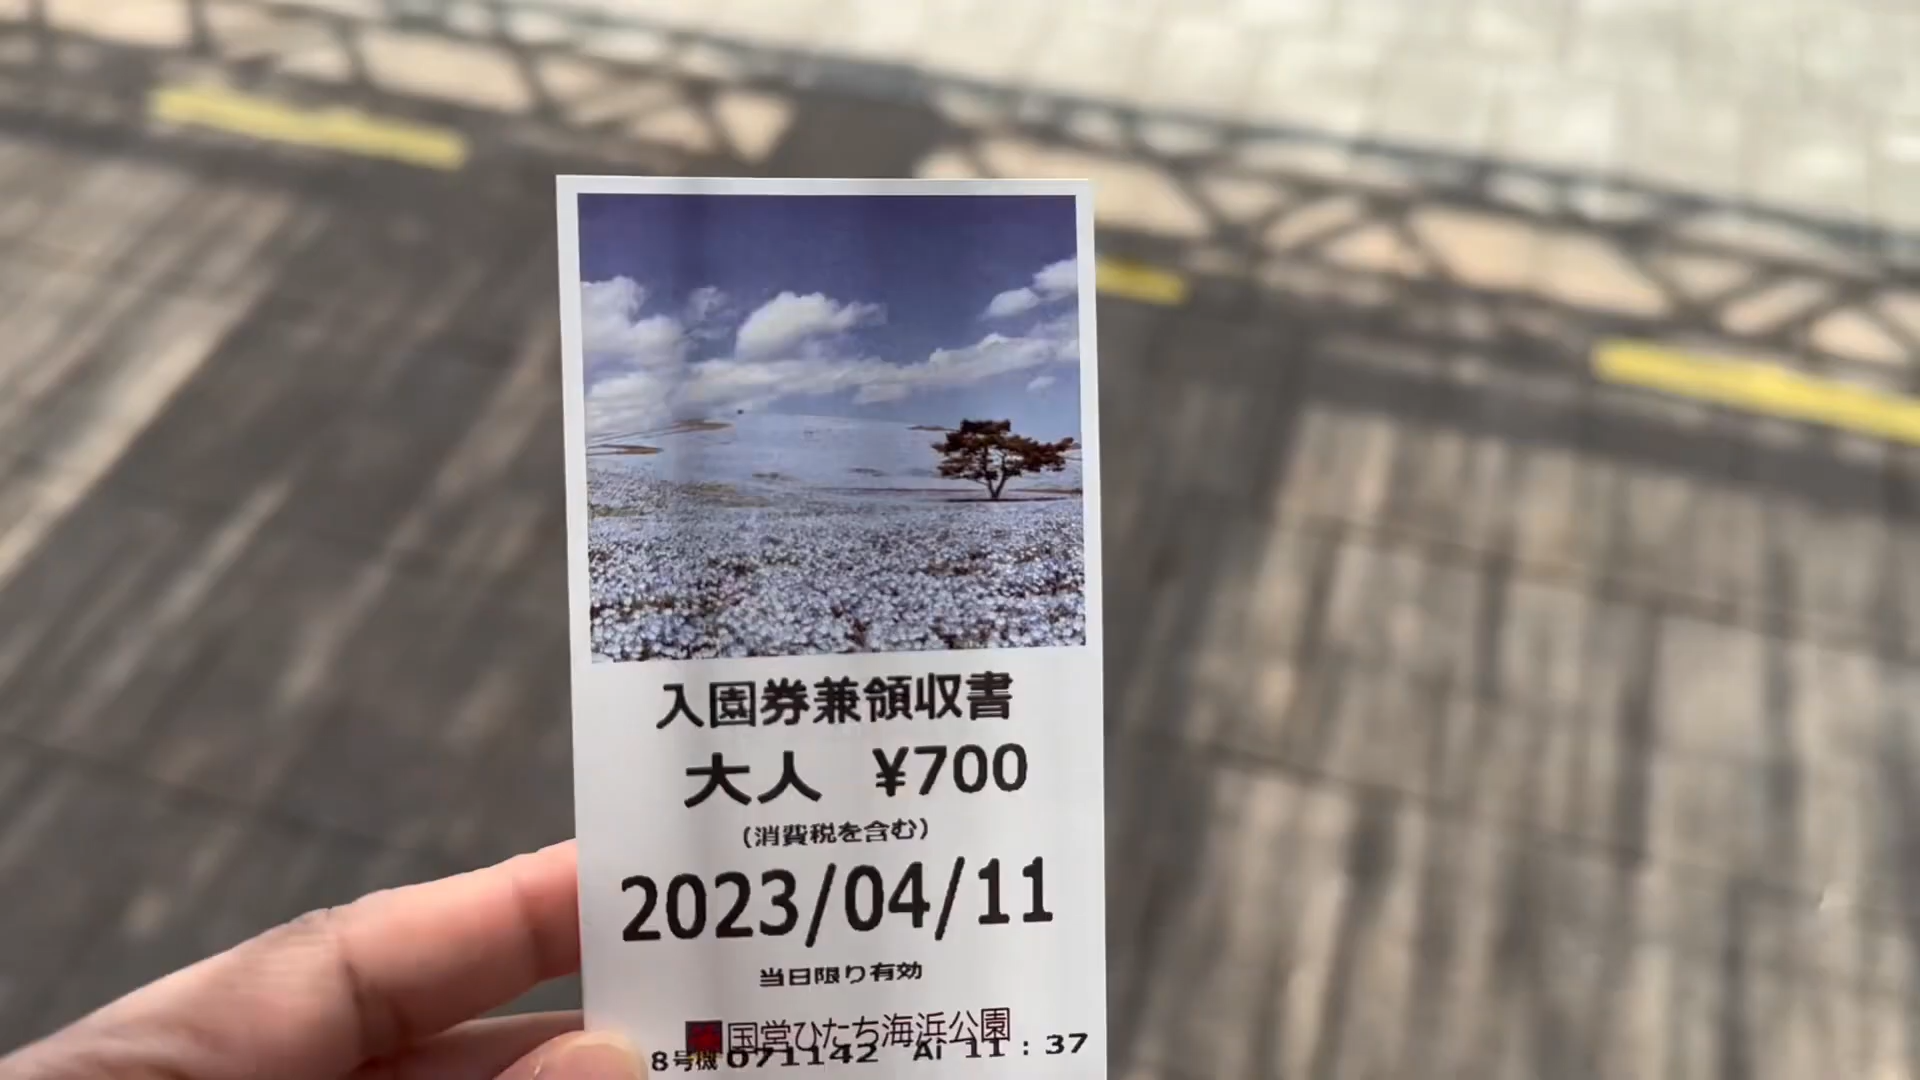 入園券兼領収書
大人 ¥700
(消費税を含む)
2023/04/11
当日限り有効
国営ひたち海浜公園
8号機 071142 Ai 11:37